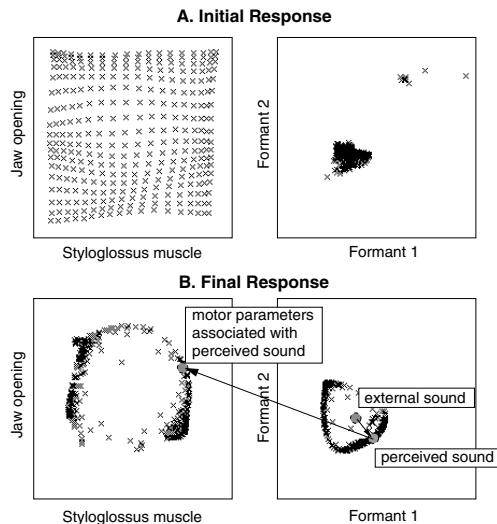 A. Initial Response
Jaw opening
Styloglossus muscle
Formant 2
Formant 1
B. Final Response
Jaw opening
motor parameters
associated with
perceived sound
Styloglossus muscle
Formant 2
external sound
perceived sound
Formant 1